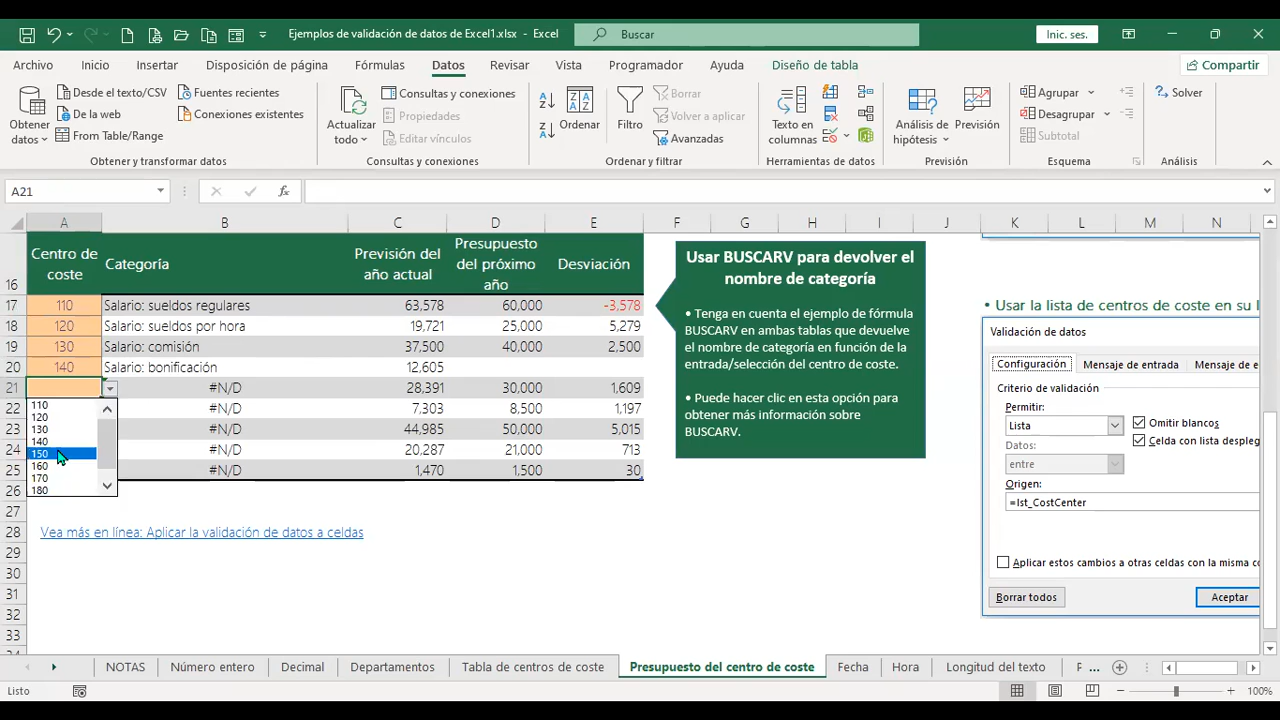 Ejemplos de validación de datos de Excel1.xlsx - Excel
Buscar
Inic. ses.
Archivo Inicio Insertar Disposición de página Fórmulas Datos Revisar Vista Programador Ayuda Diseño de tabla Compartir
Obtener datos
Desde el texto/CSV
De la web
From Table/Range
Fuentes recientes
Conexiones existentes
Obtener y transformar datos
Actualizar todo
Consultas y conexiones
Propiedades
Editar vínculos
Consultas y conexiones
Ordenar
Filtro
Borrar
Volver a aplicar
Avanzadas
Ordenar y filtrar
Texto en columnas
Herramientas de datos
Análisis de hipótesis
Previsión
Previsión
Agrupar
Desagrupar
Subtotal
Esquema
Solver
Análisis
A21
fx
A B C D E F G H I J K L M N
16 Centro de coste Categoría Previsión del año actual Presupuesto del próximo año Desviación
17 110 Salario: sueldos regulares 63,578 60,000 -3,578
18 120 Salario: sueldos por hora 19,721 25,000 5,279
19 130 Salario: comisión 37,500 40,000 2,500
20 140 Salario: bonificación 12,605
21 #N/D 28,391 30,000 1,609
22 #N/D 7,303 8,500 1,197
23 #N/D 44,985 50,000 5,015
24 #N/D 20,287 21,000 713
25 #N/D 1,470 1,500 30
26
27
28 Vea más en línea: Aplicar la validación de datos a celdas
29
30
31
32
33
110
120
130
140
150
160
170
180
Usar BUSCARV para devolver el
nombre de categoría
• Tenga en cuenta el ejemplo de fórmula
BUSCARV en ambas tablas que devuelve
el nombre de categoría en función de la
entrada/selección del centro de coste.
• Puede hacer clic en esta opción para
obtener más información sobre
BUSCARV.
• Usar la lista de centros de coste en su l
Validación de datos
Configuración Mensaje de entrada Mensaje de e
Criterio de validación
Permitir:
Lista
Omitir blancos
Datos:
Celda con lista despleg
entre
Origen:
=lst_CostCenter
Aplicar estos cambios a otras celdas con la misma co
Borrar todos Aceptar
NOTAS Número entero Decimal Departamentos Tabla de centros de coste Presupuesto del centro de coste Fecha Hora Longitud del texto ...
Listo
100%